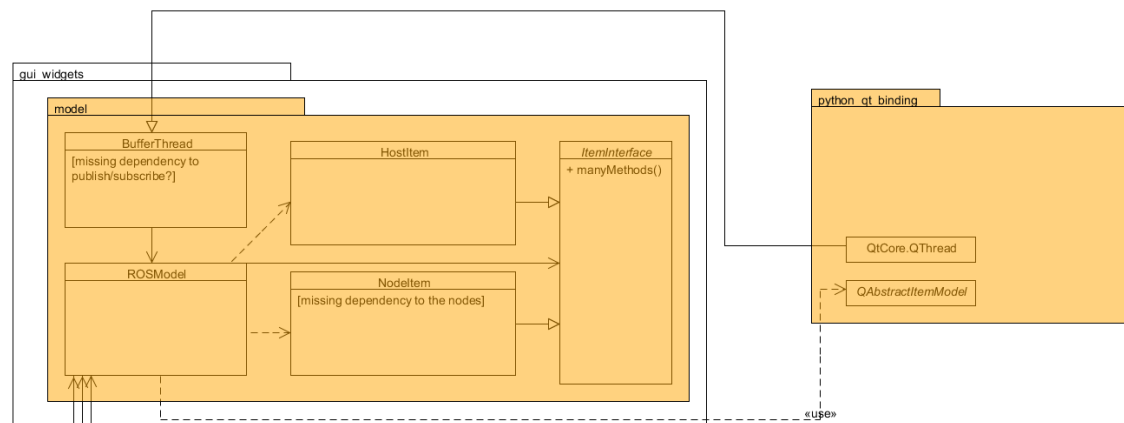 gui_widgets
model
BufferThread
[missing dependency to
publish/subscribe?]
HostItem
ItemInterface
+ manyMethods()
ROSModel
NodeItem
[missing dependency to the nodes]
python_qt_binding
QtCore.QThread
QAbstractItemModel
«use»